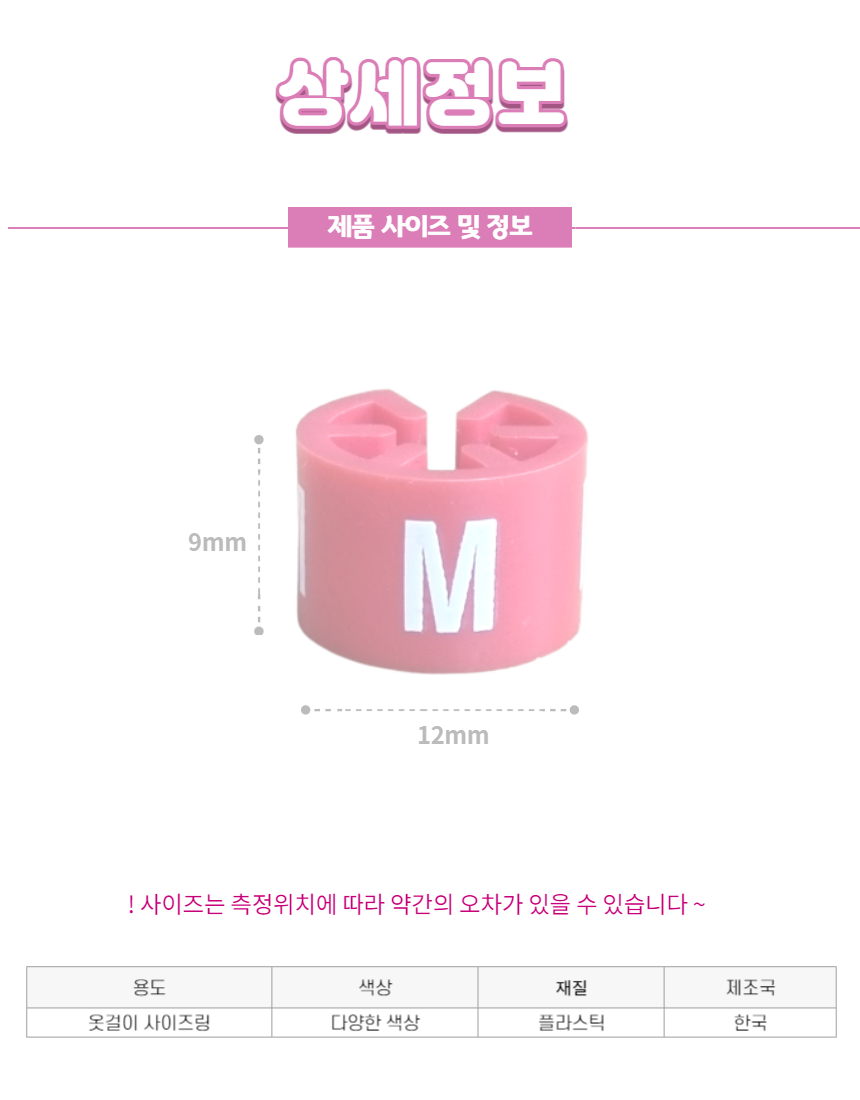 상세정보
제품 사이즈 및 정보
9mm
M
12mm
! 사이즈는 측정위치에 따라 약간의 오차가 있을 수 있습니다 ~
용도 색상 재질 제조국
옷걸이 사이즈링 다양한 색상 플라스틱 한국